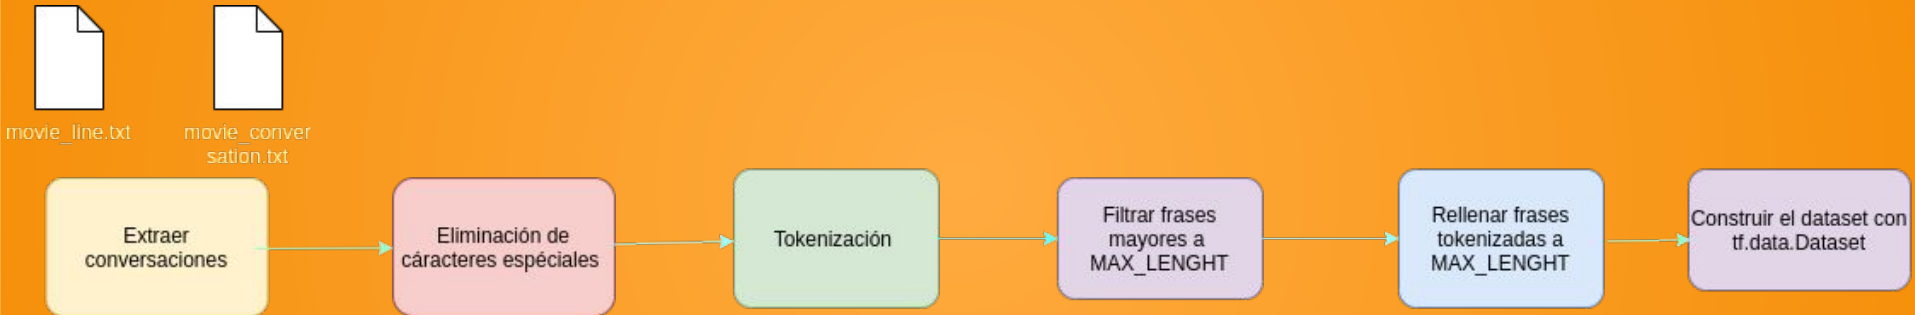 movie_line.txt
movie_conver
sation.txt
Extraer
conversaciones
Eliminación de
cáracteres espéciales
Tokenización
Filtrar frases
mayores a
MAX_LENGHT
Rellenar frases
tokenizadas a
MAX_LENGHT
Construir el dataset con
tf.data.Dataset